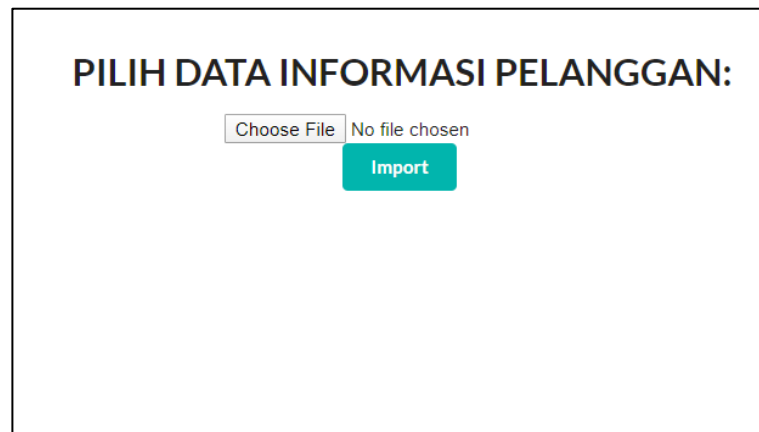 PILIH DATA INFORMASI PELANGGAN:
Choose File No file chosen
Import